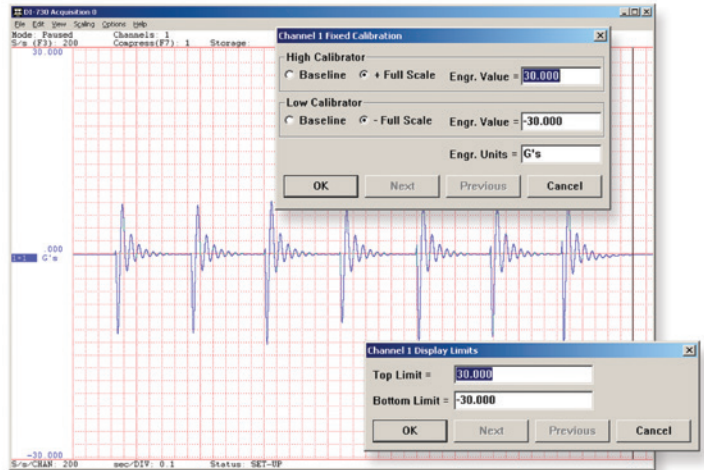 DI-730 Acquisition 0
File Edit View Scaling Options Help
Mode: Paused Channels: 1
S/s (F3): 200 Compress(F7): 1 Storage:
30.000
.000
1-1 G's
-30.000
S/s/CHAN: 200 sec/DIV: 0.1 Status: SET-UP
Channel 1 Fixed Calibration
High Calibrator
Baseline + Full Scale Engr. Value = 30.000
Low Calibrator
Baseline - Full Scale Engr. Value = -30.000
Engr. Units = G's
OK Next Previous Cancel
Channel 1 Display Limits
Top Limit = 30.000
Bottom Limit = -30.000
OK Next Previous Cancel